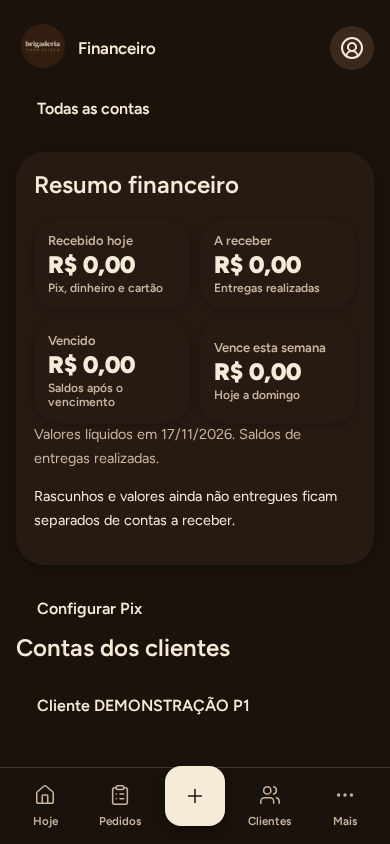 brigaderia
Financeiro
Todas as contas
Resumo financeiro
Recebido hoje
R$ 0,00
Pix, dinheiro e cartão
A receber
R$ 0,00
Entregas realizadas
Vencido
R$ 0,00
Saldos após o
vencimento
Vence esta semana
R$ 0,00
Hoje a domingo
Valores líquidos em 17/11/2026. Saldos de
entregas realizadas.
Rascunhos e valores ainda não entregues ficam
separados de contas a receber.
Configurar Pix
Contas dos clientes
Cliente DEMONSTRAÇÃO P1
Hoje
Pedidos
Clientes
Mais